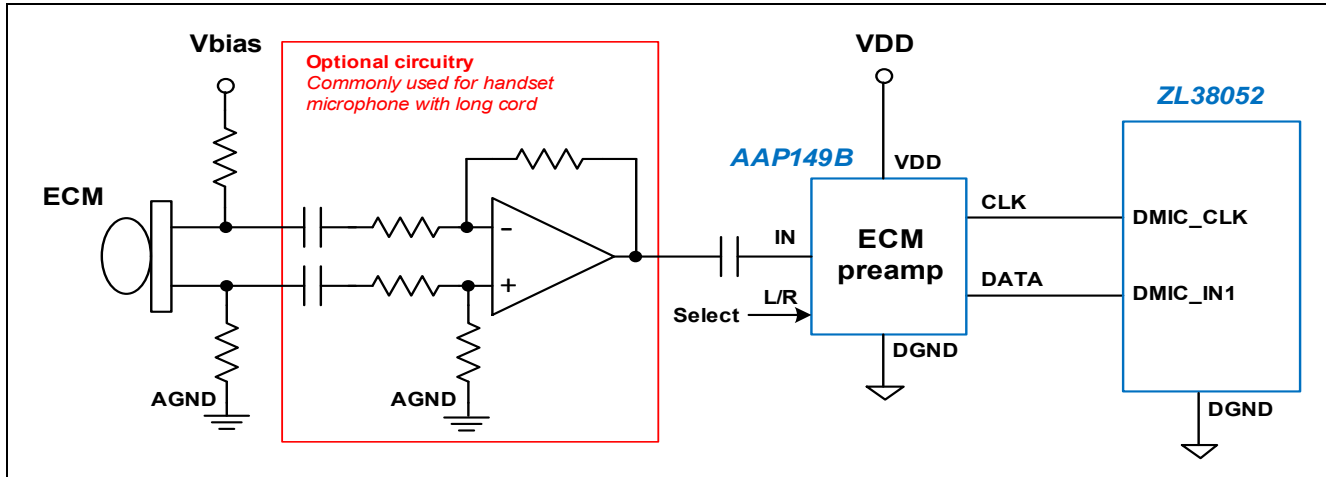 Vbias
Optional circuitry
Commonly used for handset
microphone with long cord
VDD
ZL38052
AAP149B
VDD
ECM
CLK
DMIC_CLK
IN
ECM
preamp
DATA
DMIC_IN1
L/R
Select
DGND
AGND
AGND
DGND
-
+